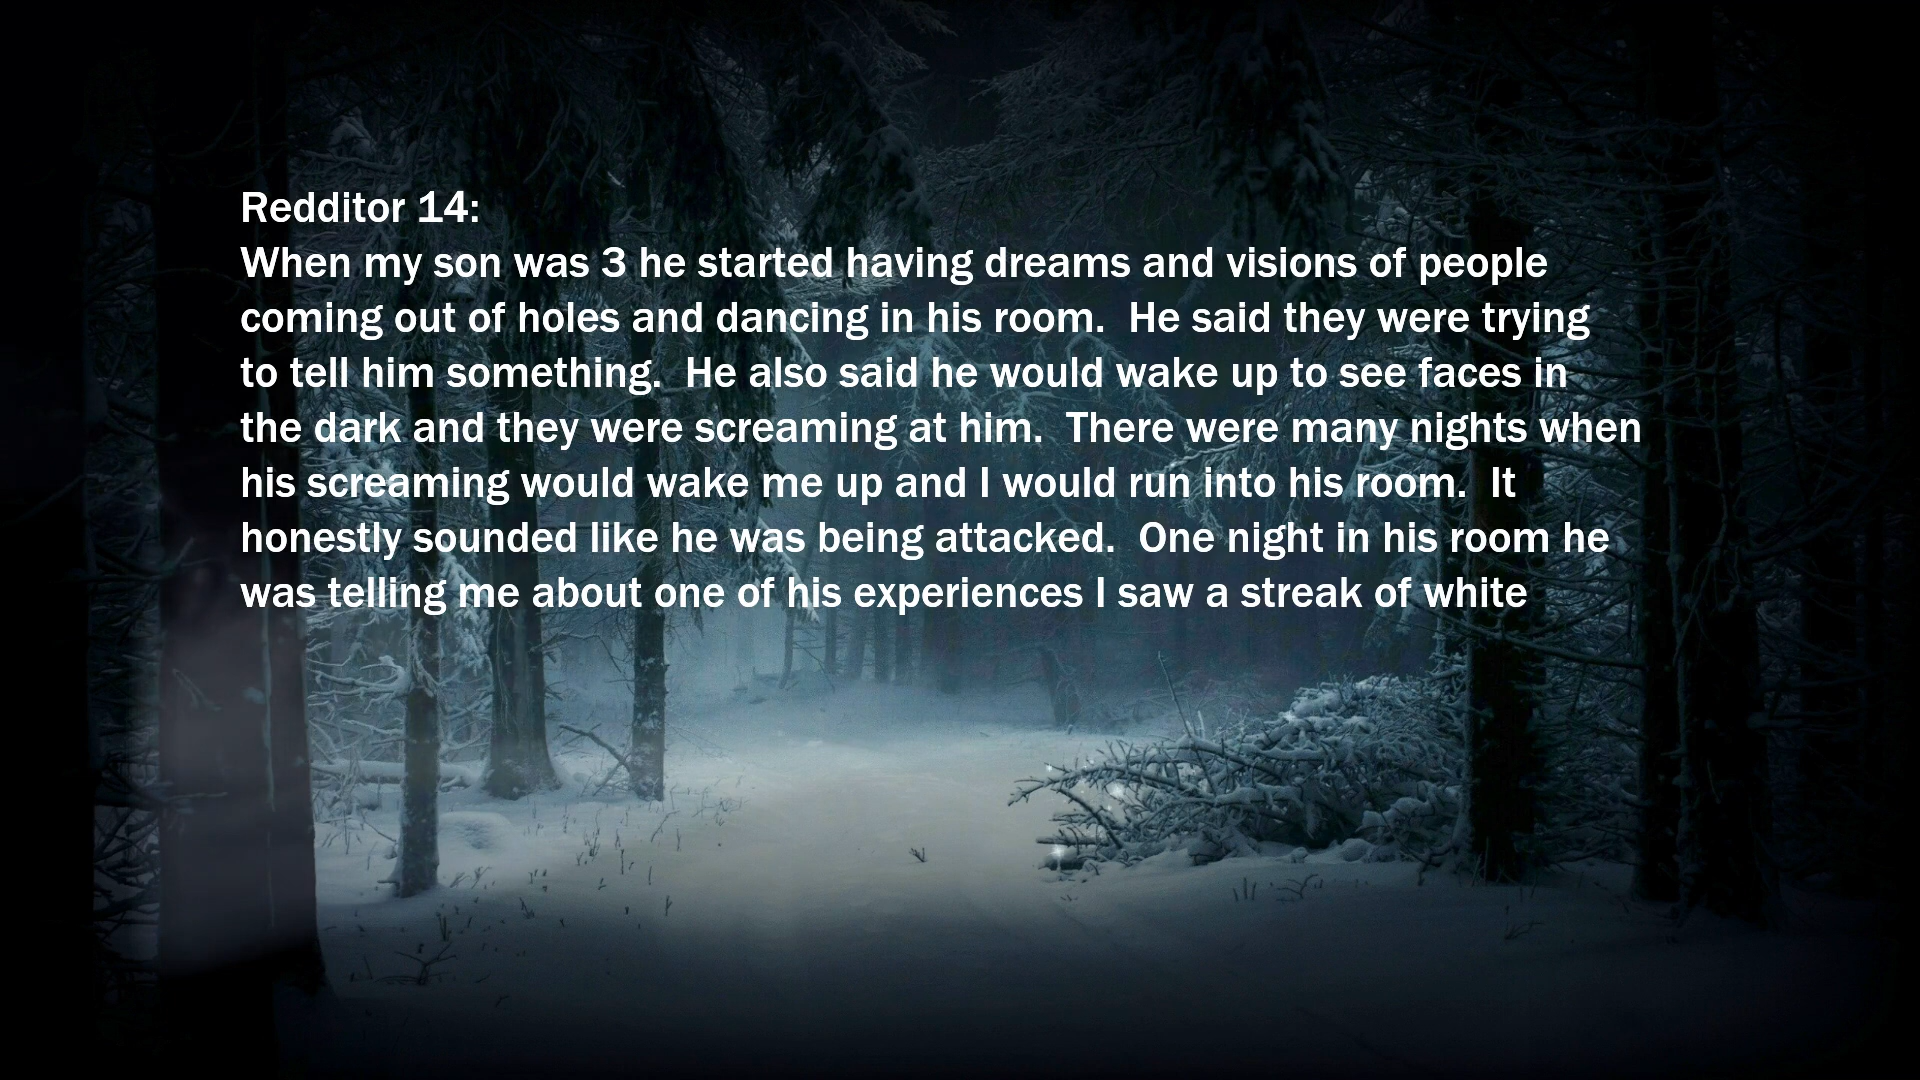 Redditor 14:
When my son was 3 he started having dreams and visions of people
coming out of holes and dancing in his room.  He said they were trying
to tell him something.  He also said he would wake up to see faces in
the dark and they were screaming at him.  There were many nights when
his screaming would wake me up and I would run into his room.  It
honestly sounded like he was being attacked.  One night in his room he
was telling me about one of his experiences I saw a streak of white